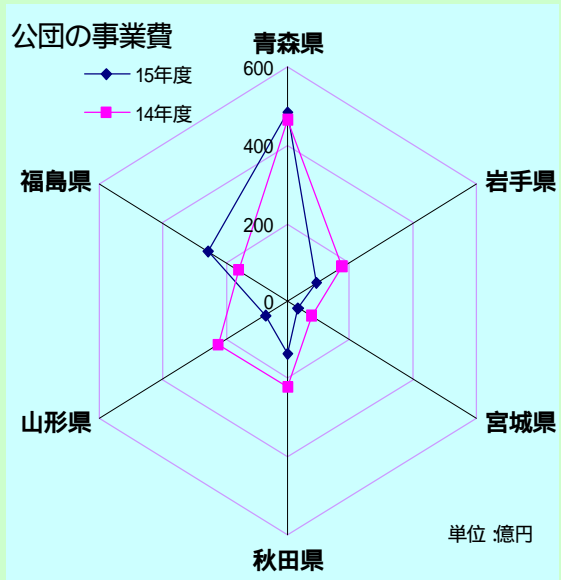 公団の事業費
青森県
15年度
14年度
600
400
200
0
福島県
岩手県
山形県
宮城県
単位:億円
秋田県